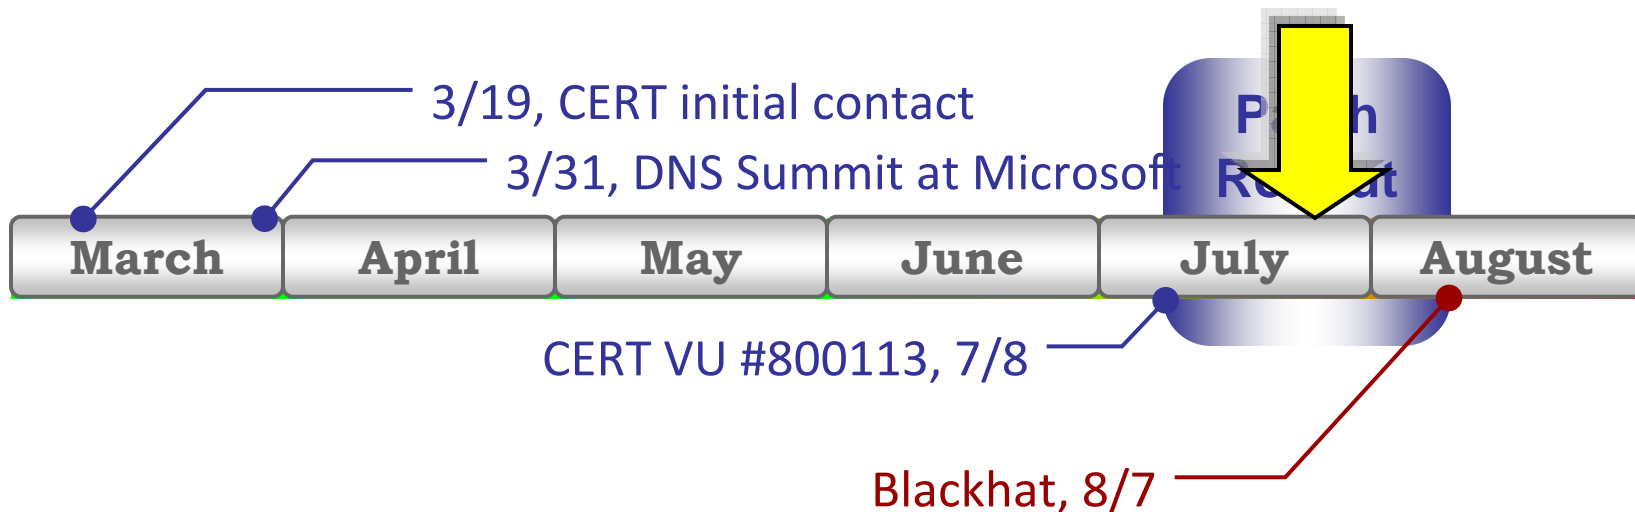 3/19, CERT initial contact
3/31, DNS Summit at Microsoft
March April May June July August
CERT VU #800113, 7/8
Blackhat, 8/7